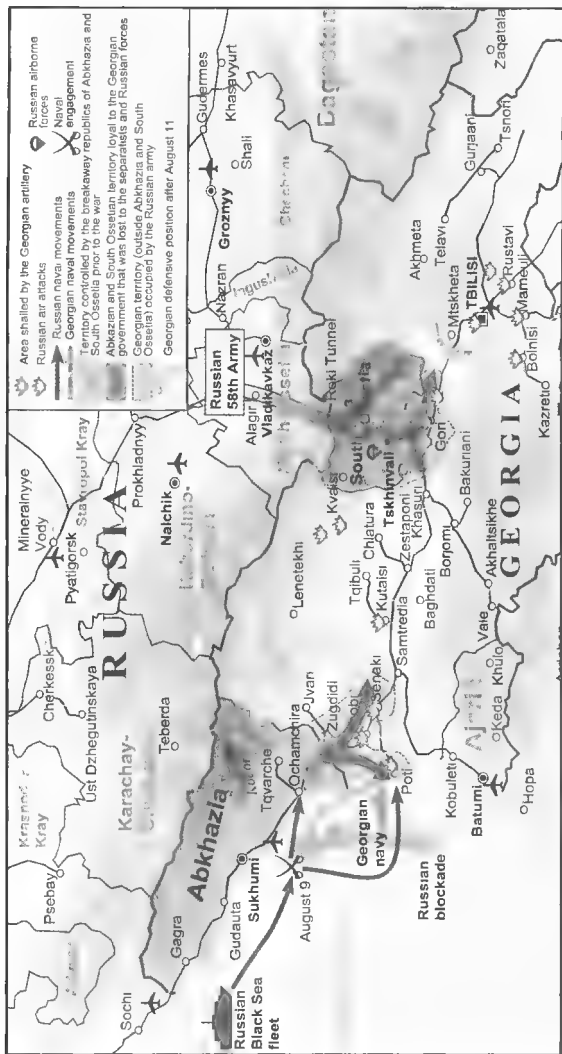 Area shelled by the Georgian artillery
Russian air attacks
Russian naval movements
Georgian naval movements
Russian airborne
forces
Naval
engagement
Territory controlled by the breakaway republics of Abkhazia and
South Ossetia prior to the war
Abkazian and South Ossetian territory loyal to the Georgian
government that was lost to the separatists and Russian forces
Georgian territory (outside Abkhazia and South
Ossetia) occupied by the Russian army
Georgian defensive position after August 11
Psebay
Cherkessk
Mineralnyye
Vody
Pyatigorsk
Stavropol Kray
Kray
Ust Dzhegutinskaya
RUSSIA
Prokhladnyy
Nalchik
Karachay-
Teberda
Sochi
Gagra
Abkhazia
Gudauta
Sukhumi
Tqvarche
Ochamchira
August 9
Russian
Black Sea
fleet
Georgian
navy
Russian
blockade
Jvari
Zugdidi
Senaki
Poti
Lenetekhi
Tqibuli
Kutaisi
Chiatura
Zestaponi
Samtredia
Baghdati
Khasuri
Kobuleti
Batumi
Hopa
Keda
Khulo
Vale
Akhaltsikhe
Borjomi
Bakuriani
GEORGIA
Kvaisi
South
Tskhinvali
Gori
Roki Tunnel
Alagir
Vladikavkaz
Russian
58th Army
Nazran
Groznyy
Gudermes
Khasavyurt
Shali
Dagestan
Akhmeta
Telavi
Gurjaani
Tsnori
Zaqatala
Mtskheta
TBILISI
Rustavi
Marneuli
Bolnisi
Kazreti